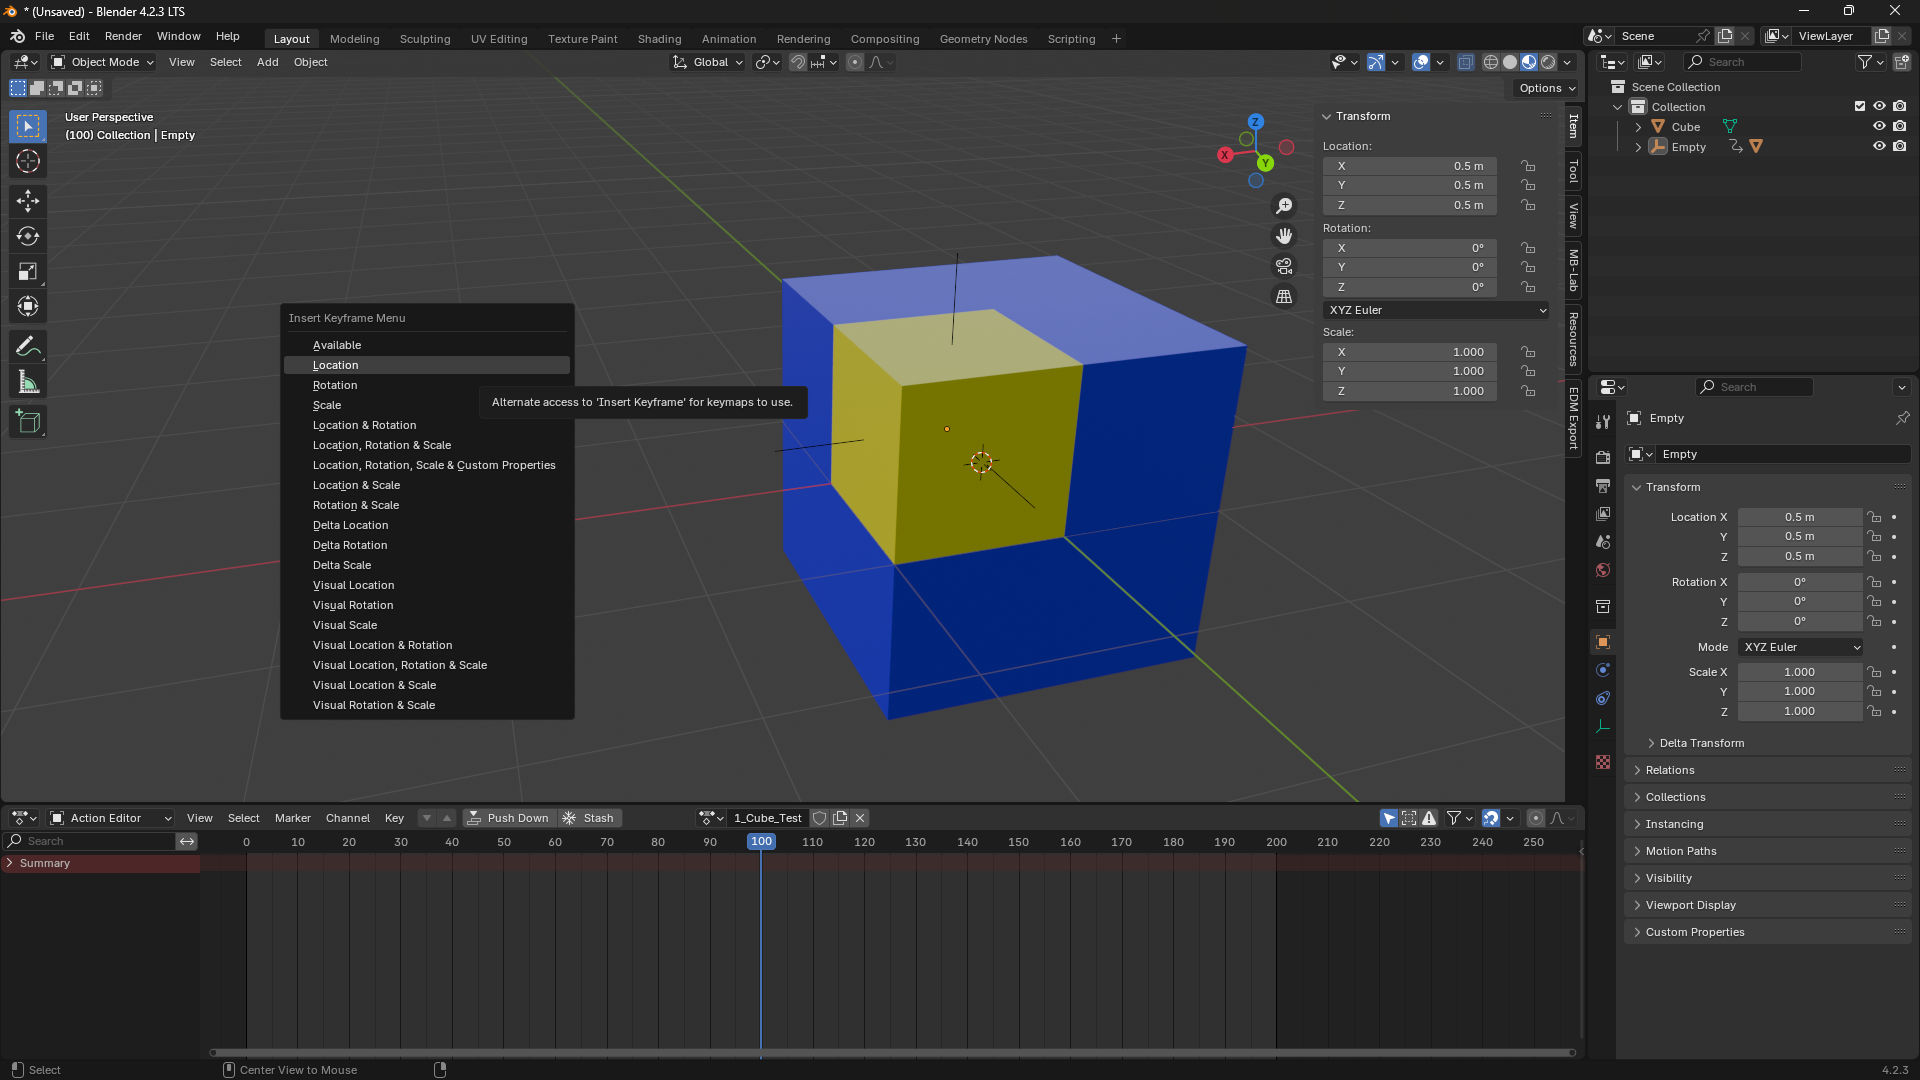 * (Unsaved) - Blender 4.2.3 LTS
File Edit Render Window Help
Layout Modeling Sculpting UV Editing Texture Paint Shading Animation Rendering Compositing Geometry Nodes Scripting +
Scene ViewLayer
Object Mode View Select Add Object
Global
Options
Search
User Perspective
(100) Collection | Empty
Z
X
Y
Transform
Location:
X 0.5 m
Y 0.5 m
Z 0.5 m
Rotation:
X 0°
Y 0°
Z 0°
XYZ Euler
Scale:
X 1.000
Y 1.000
Z 1.000
Item
Tool
View
MB-Lab
Resources
EDM Export
Scene Collection
Collection
Cube
Empty
Insert Keyframe Menu
Available
Location
Rotation
Scale
Location & Rotation
Location, Rotation & Scale
Location, Rotation, Scale & Custom Properties
Location & Scale
Rotation & Scale
Delta Location
Delta Rotation
Delta Scale
Visual Location
Visual Rotation
Visual Scale
Visual Location & Rotation
Visual Location, Rotation & Scale
Visual Location & Scale
Visual Rotation & Scale
Alternate access to 'Insert Keyframe' for keymaps to use.
Search
Empty
Empty
Transform
Location X 0.5 m
Y 0.5 m
Z 0.5 m
Rotation X 0°
Y 0°
Z 0°
Mode XYZ Euler
Scale X 1.000
Y 1.000
Z 1.000
Delta Transform
Relations
Collections
Instancing
Motion Paths
Visibility
Viewport Display
Custom Properties
Action Editor View Select Marker Channel Key Push Down Stash 1_Cube_Test
Search
0 10 20 30 40 50 60 70 80 90 100 110 120 130 140 150 160 170 180 190 200 210 220 230 240 250
Summary
Select Center View to Mouse 4.2.3